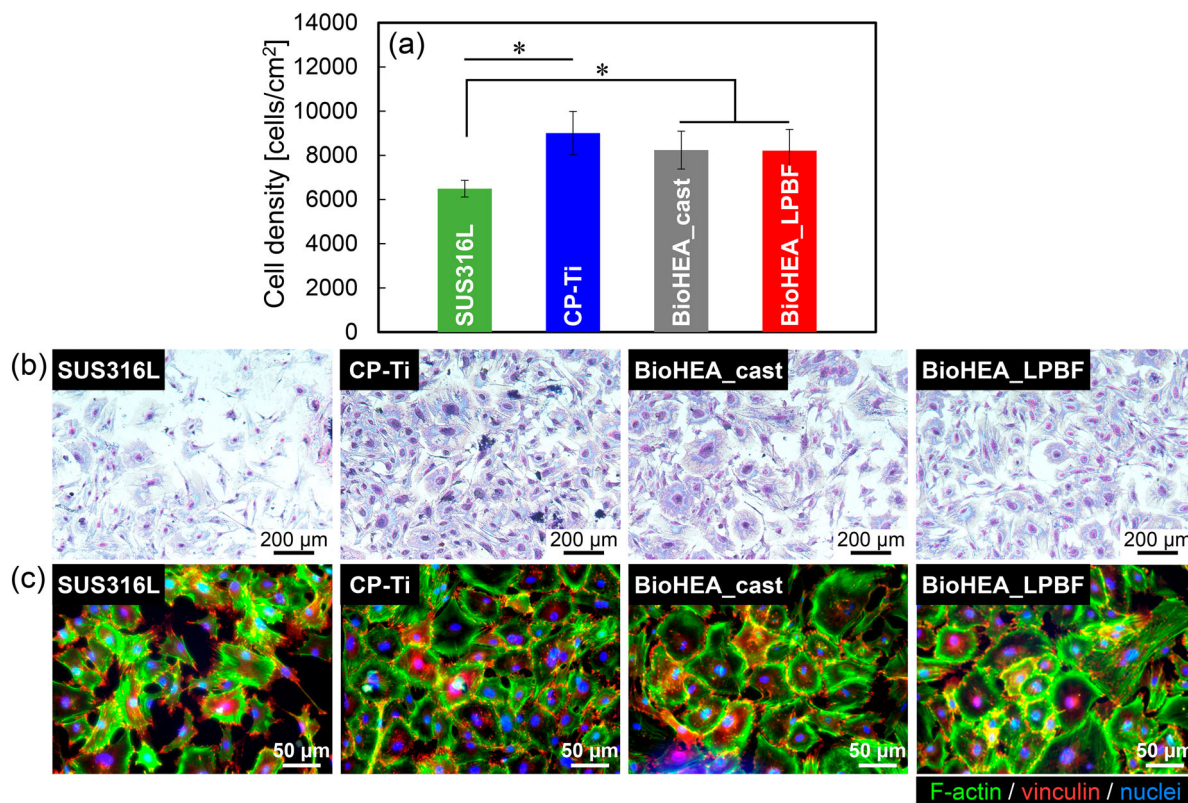 (a)
14000
12000
10000
8000
6000
4000
2000
0
Cell density [cells/cm²]
*
*
SUS316L
CP-Ti
BioHEA_cast
BioHEA_LPBF
(b)
SUS316L
CP-Ti
BioHEA_cast
BioHEA_LPBF
200 µm
200 µm
200 µm
200 µm
(c)
SUS316L
CP-Ti
BioHEA_cast
BioHEA_LPBF
50 µm
50 µm
50 µm
50 µm
F-actin / vinculin / nuclei